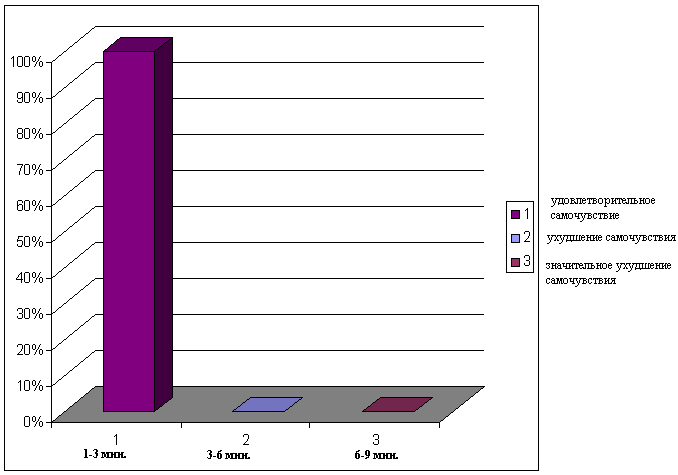 100%
90%
80%
70%
60%
50%
40%
30%
20%
10%
0%
1 2 3
1-3 мин. 3-6 мин. 6-9 мин.
1 удовлетворительное
самочувствие
2 ухудшение самочувствия
3 значительное ухудшение
самочувствия